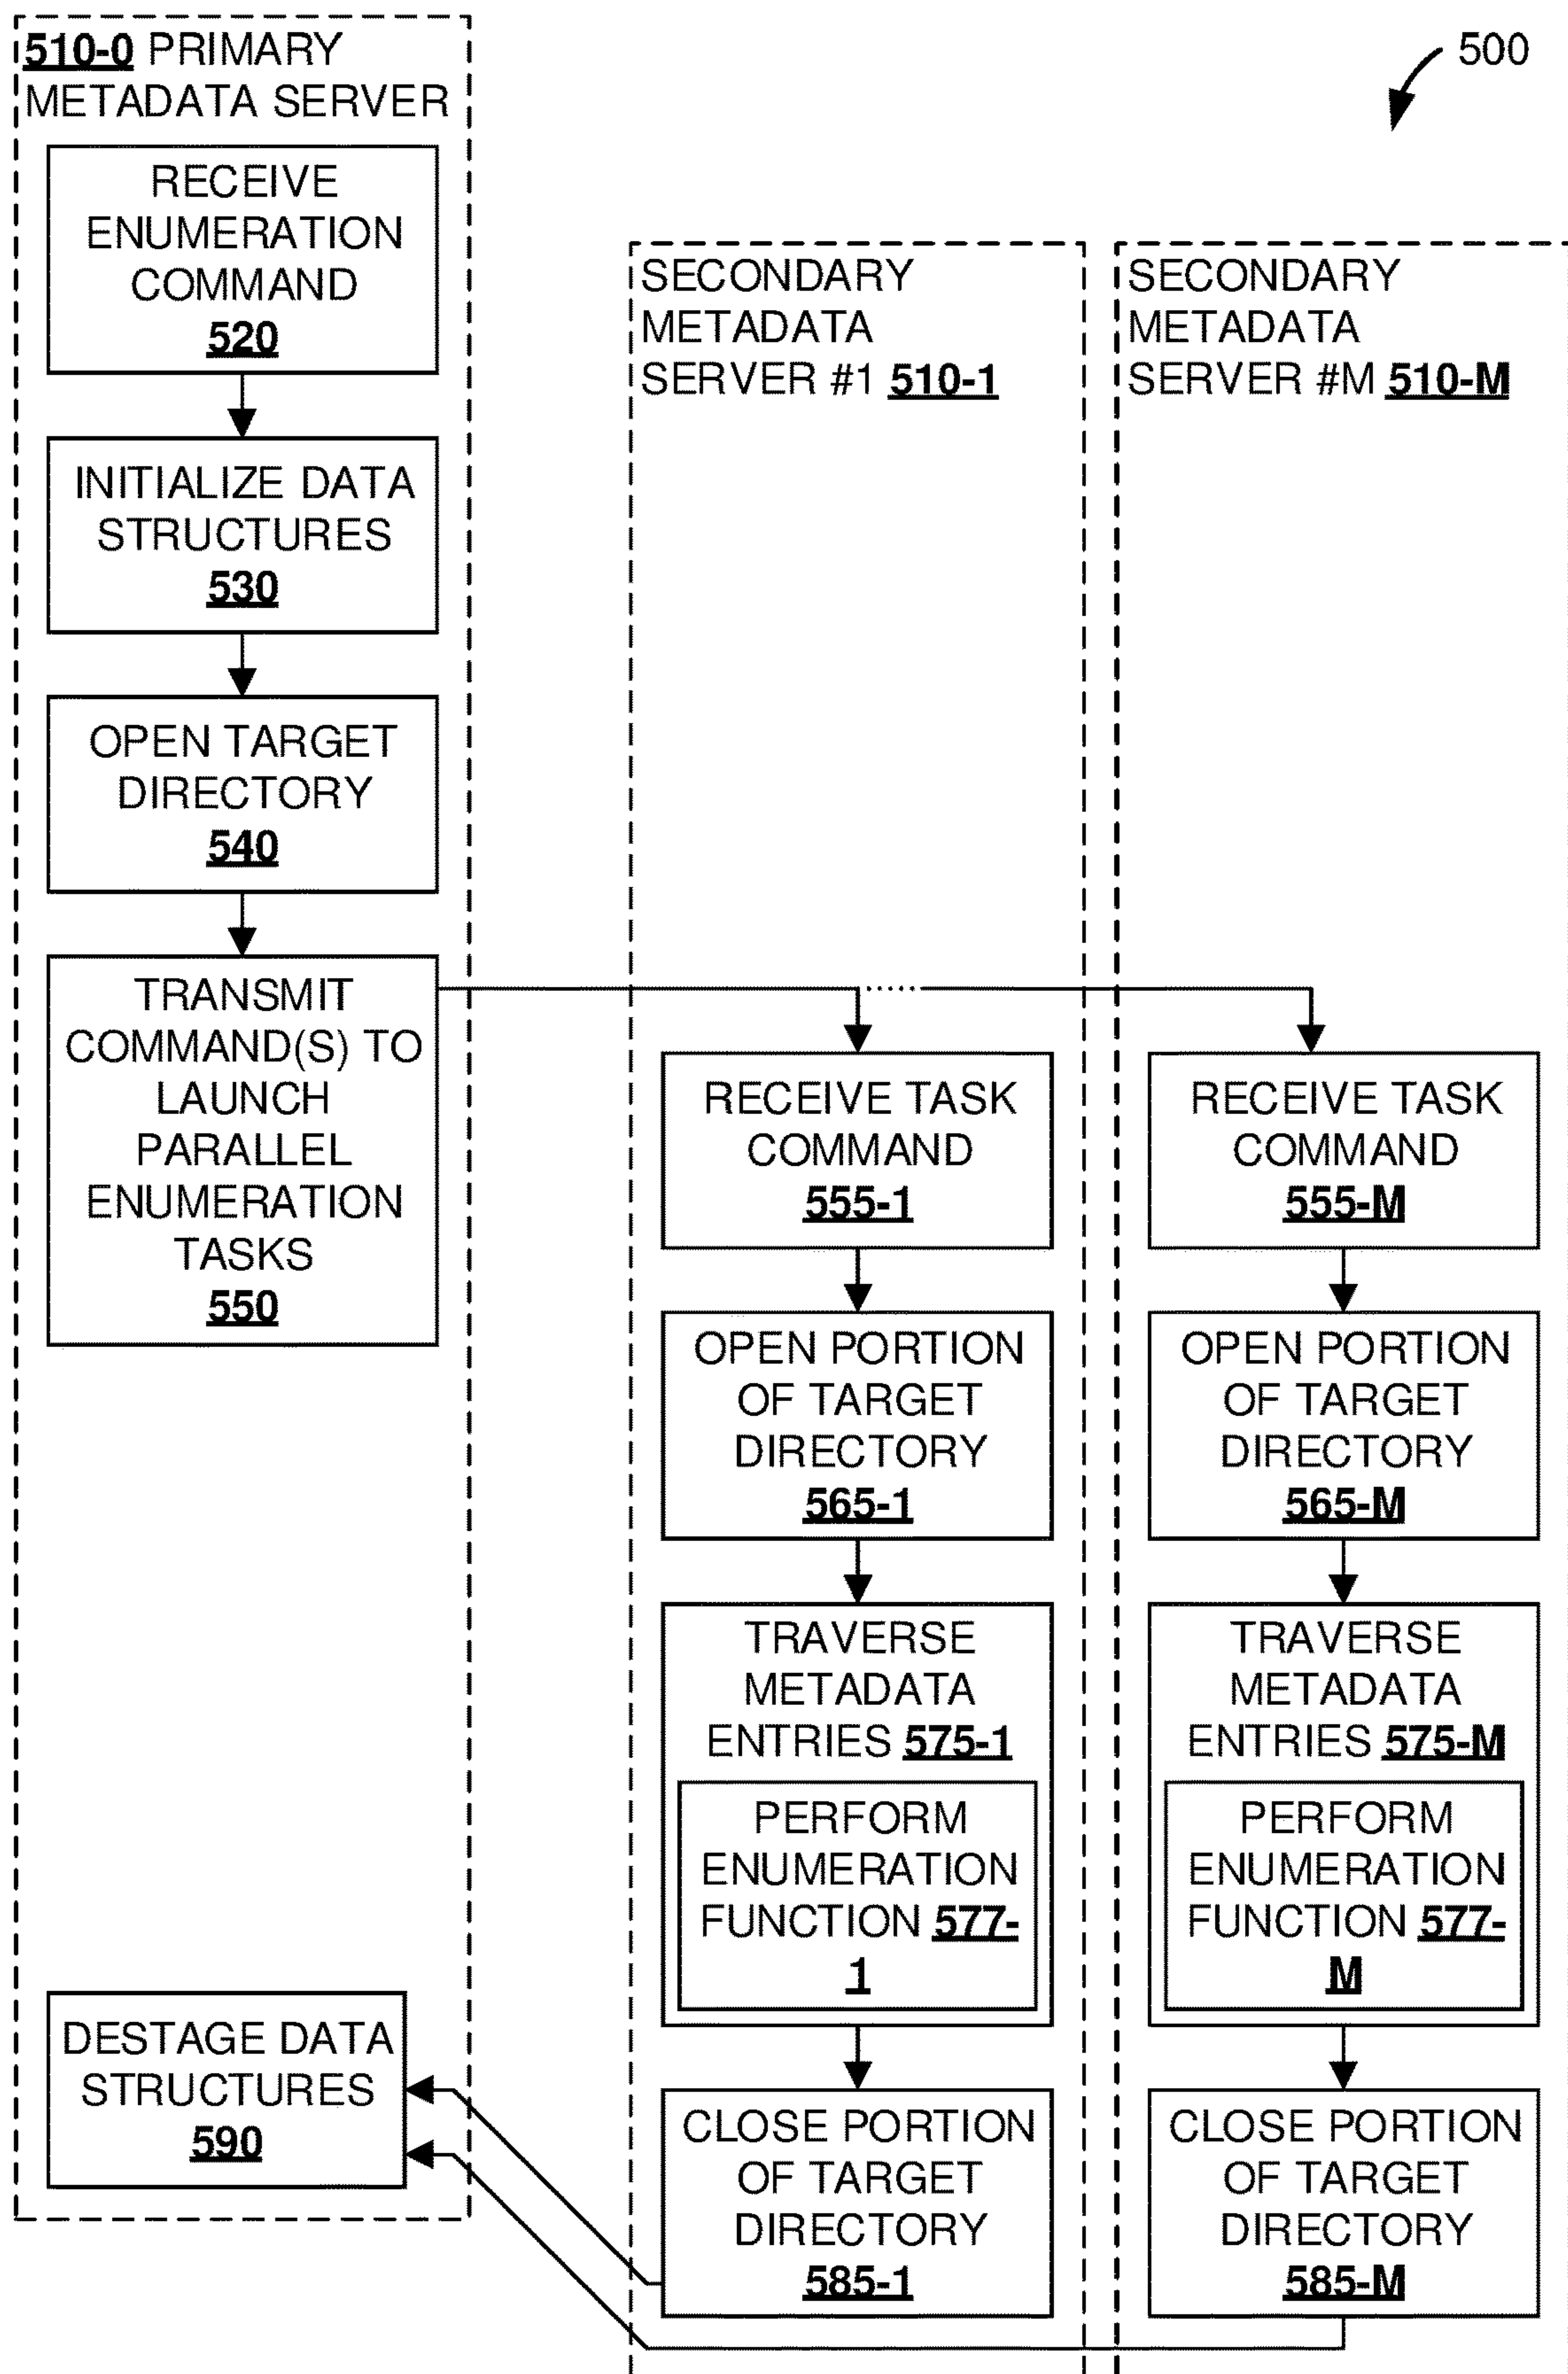 500
510-0 PRIMARY
METADATA SERVER
RECEIVE
ENUMERATION
COMMAND
520
INITIALIZE DATA
STRUCTURES
530
OPEN TARGET
DIRECTORY
540
TRANSMIT
COMMAND(S) TO
LAUNCH
PARALLEL
ENUMERATION
TASKS
550
DESTAGE DATA
STRUCTURES
590
SECONDARY
METADATA
SERVER #1 510-1
RECEIVE TASK
COMMAND
555-1
OPEN PORTION
OF TARGET
DIRECTORY
565-1
TRAVERSE
METADATA
ENTRIES 575-1
PERFORM
ENUMERATION
FUNCTION 577-
1
CLOSE PORTION
OF TARGET
DIRECTORY
585-1
SECONDARY
METADATA
SERVER #M 510-M
RECEIVE TASK
COMMAND
555-M
OPEN PORTION
OF TARGET
DIRECTORY
565-M
TRAVERSE
METADATA
ENTRIES 575-M
PERFORM
ENUMERATION
FUNCTION 577-
M
CLOSE PORTION
OF TARGET
DIRECTORY
585-M